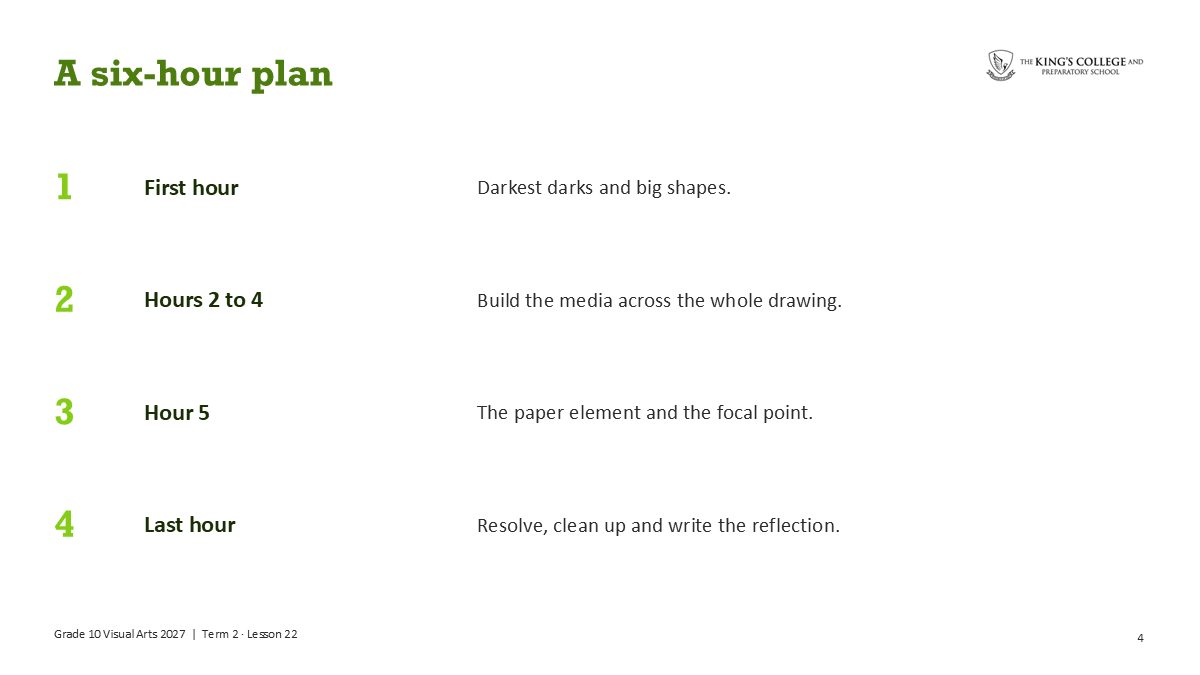 A six-hour plan
THE KING'S COLLEGE AND
PREPARATORY SCHOOL
1 First hour Darkest darks and big shapes.
2 Hours 2 to 4 Build the media across the whole drawing.
3 Hour 5 The paper element and the focal point.
4 Last hour Resolve, clean up and write the reflection.
Grade 10 Visual Arts 2027 | Term 2 · Lesson 22
4